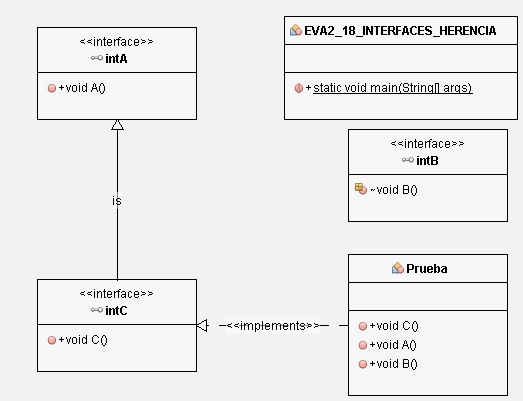 <<interface>>
intA
+void A()
EVA2_18_INTERFACES_HERENCIA
+static void main(String[] args)
<<interface>>
intB
~void B()
is
<<interface>>
intC
+void C()
<<implements>>
Prueba
+void C()
+void A()
+void B()